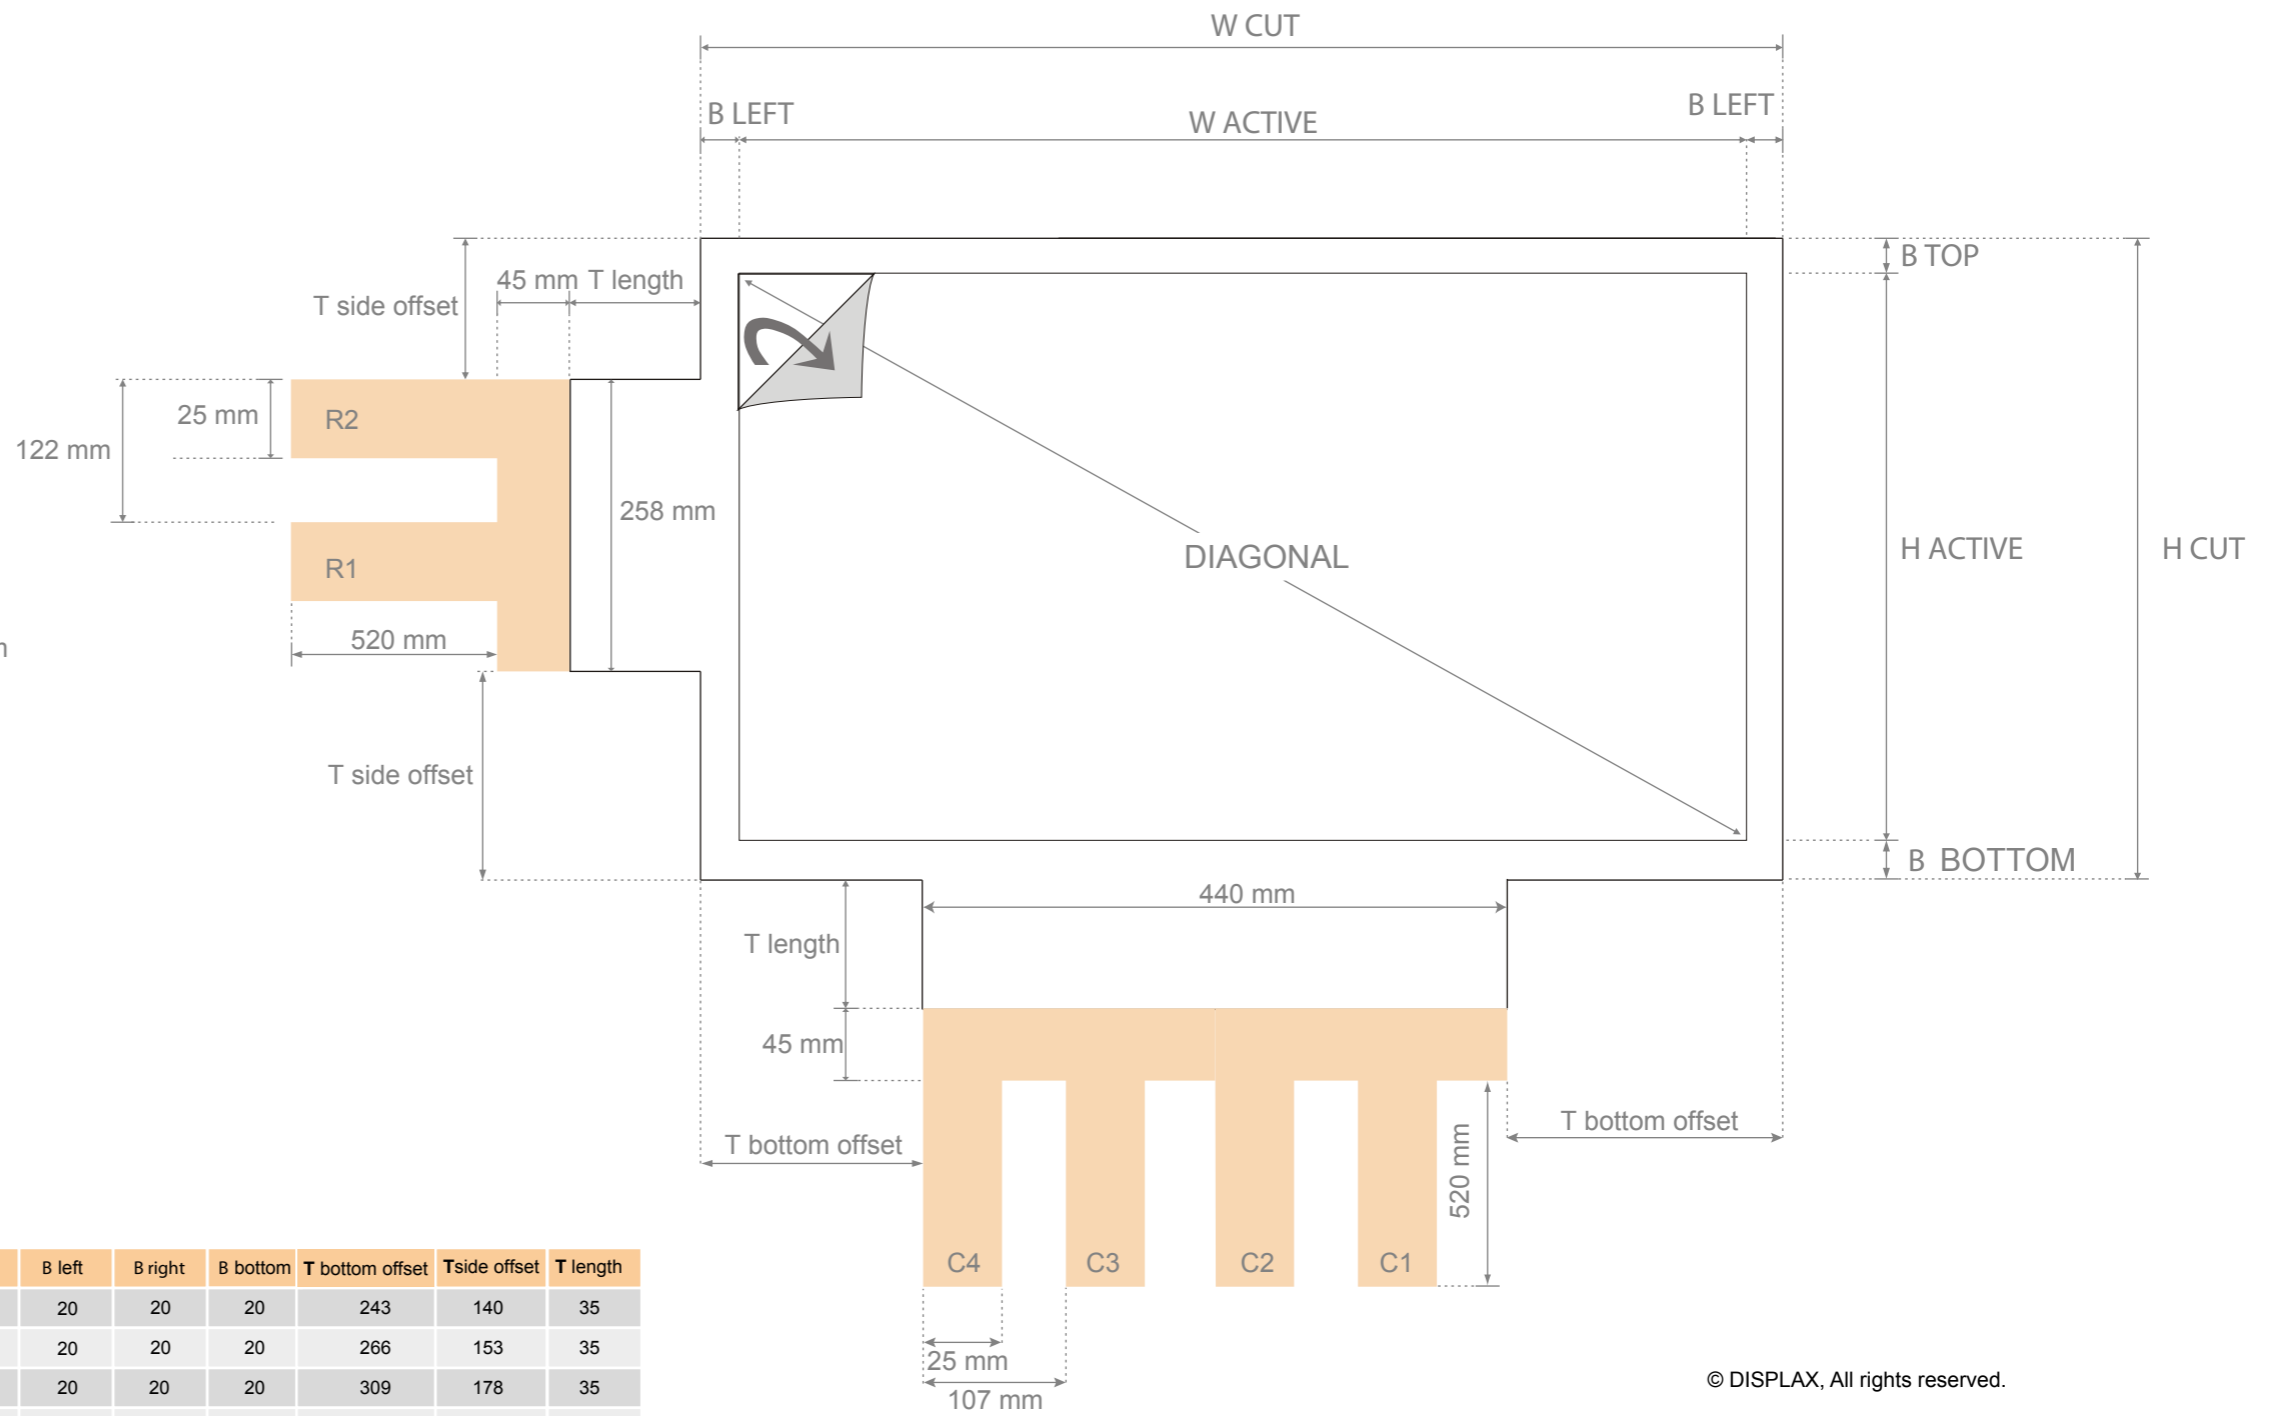 W CUT
B LEFT
W ACTIVE
B LEFT
B TOP
45 mm T length
T side offset
25 mm
R2
122 mm
258 mm
DIAGONAL
H ACTIVE
H CUT
R1
520 mm
T side offset
B BOTTOM
440 mm
T length
45 mm
T bottom offset
T bottom offset
520 mm
C4 C3 C2 C1
25 mm
107 mm
B left B right B bottom T bottom offset Tside offset T length
20 20 20 243 140 35
20 20 20 266 153 35
20 20 20 309 178 35
© DISPLAX, All rights reserved.